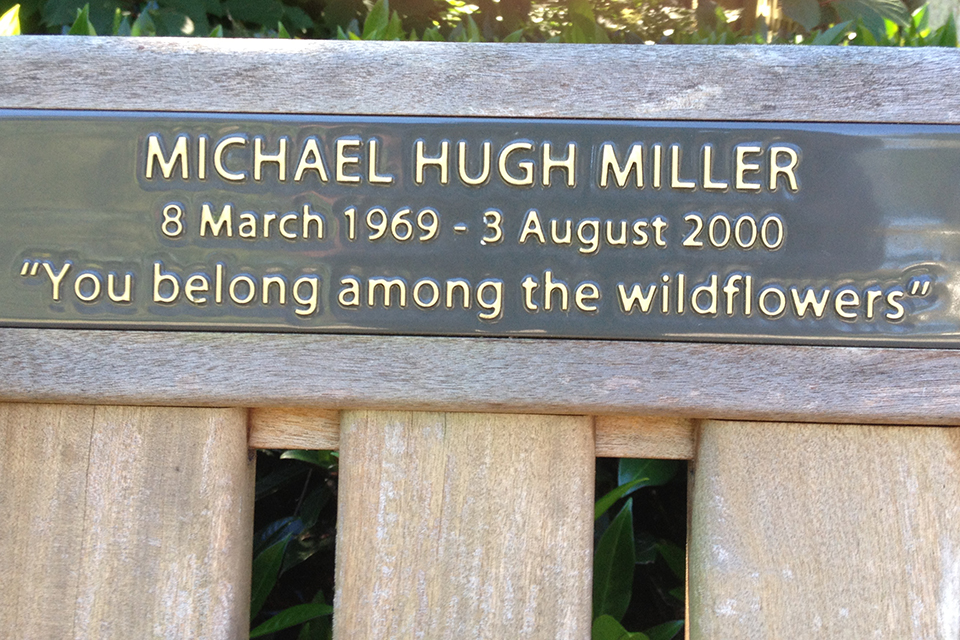 MICHAEL HUGH MILLER
8 March 1969 - 3 August 2000
“You belong among the wildflowers”